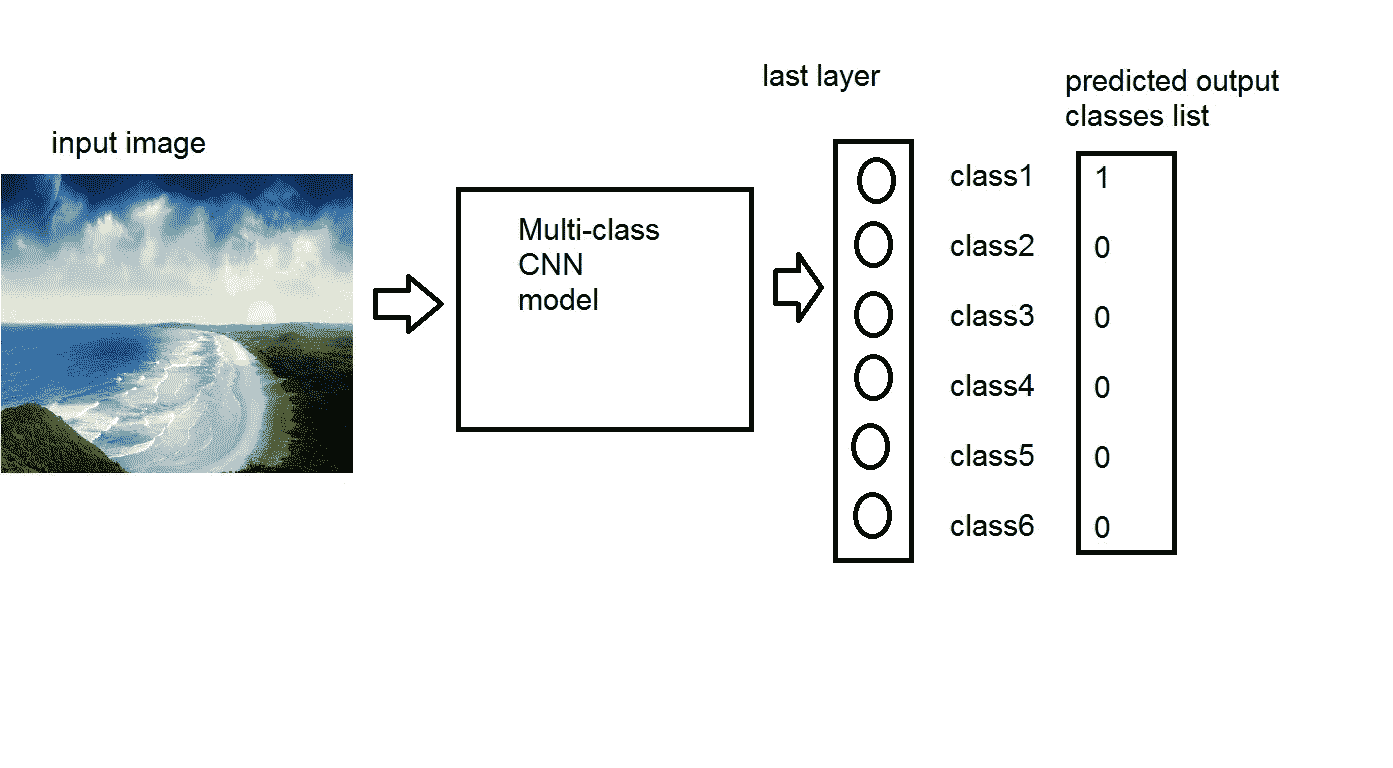 input image
Multi-class
CNN
model
last layer
predicted output
classes list
class1 1
class2 0
class3 0
class4 0
class5 0
class6 0